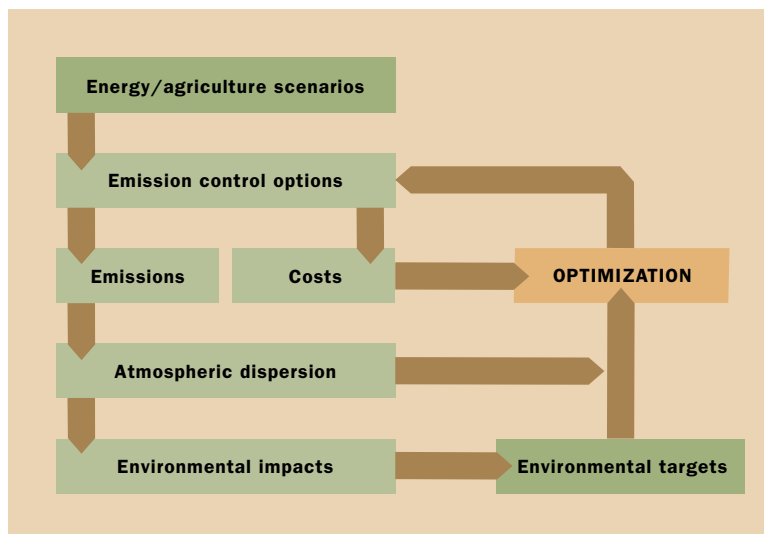 Energy/agriculture scenarios
Emission control options
Emissions
Costs
OPTIMIZATION
Atmospheric dispersion
Environmental impacts
Environmental targets